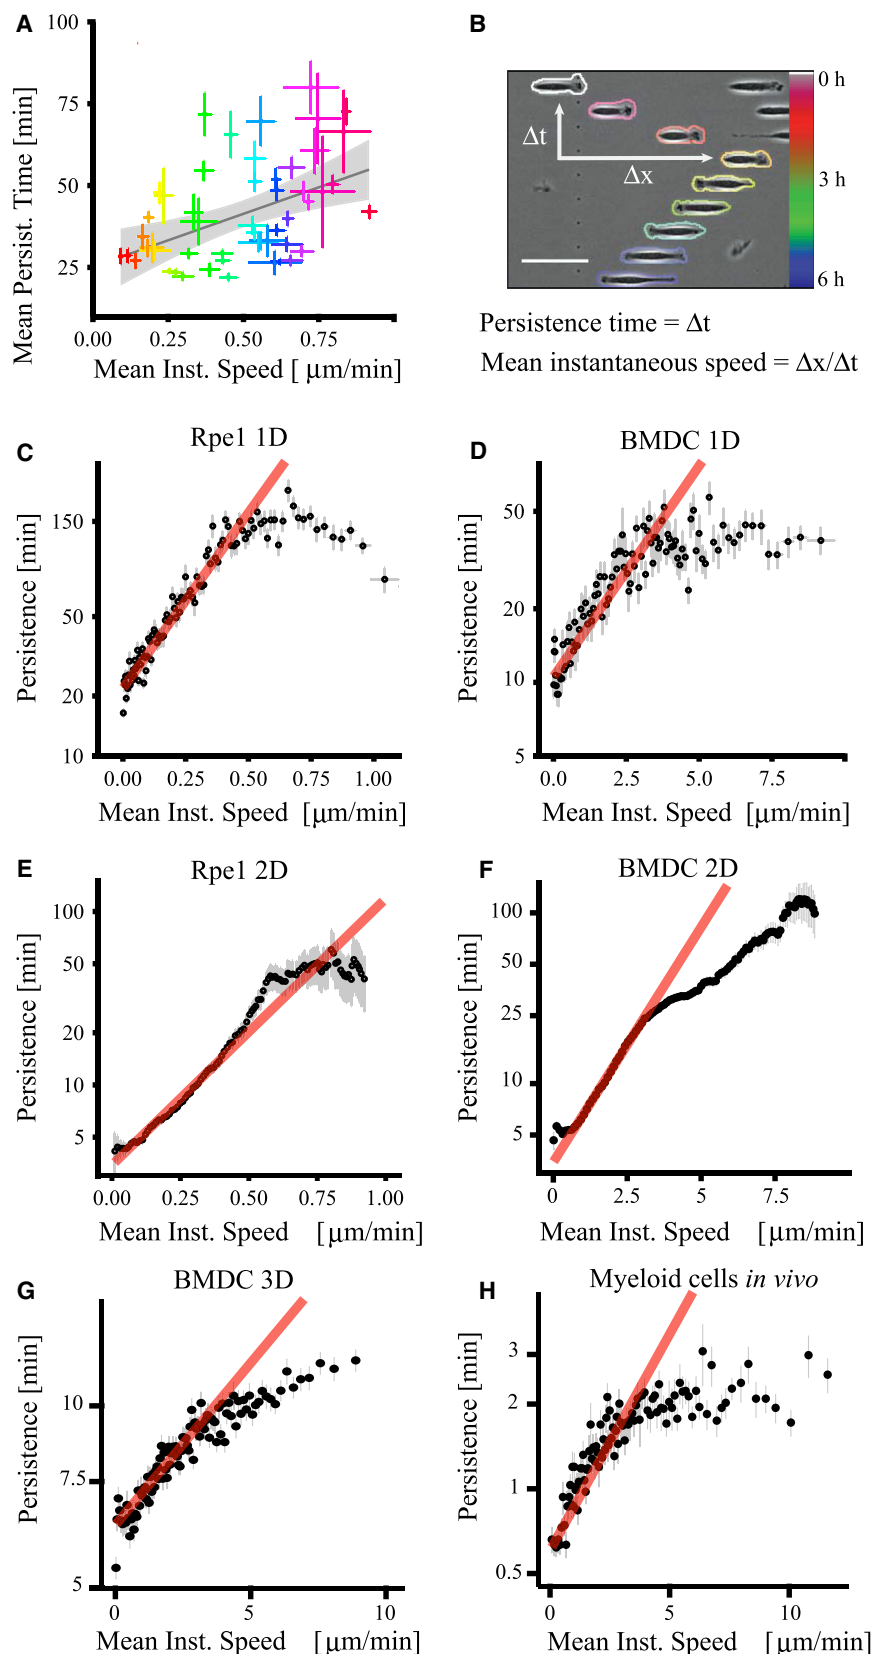 A
100
75
50
25
Mean Persist. Time [min]
0.00 0.25 0.50 0.75
Mean Inst. Speed [ μm/min]
B
Δt
Δx
0 h
3 h
6 h
Persistence time = Δt
Mean instantaneous speed = Δx/Δt
C
Rpe1 1D
150
50
20
10
Persistence [min]
0.00 0.25 0.50 0.75 1.00
Mean Inst. Speed [μm/min]
D
BMDC 1D
50
20
10
5
Persistence [min]
0.0 2.5 5.0 7.5
Mean Inst. Speed [μm/min]
E
Rpe1 2D
100
50
20
10
5
Persistence [min]
0.00 0.25 0.50 0.75 1.00
Mean Inst. Speed [μm/min]
F
BMDC 2D
100
50
25
10
5
Persistence [min]
0 2.5 5 7.5
Mean Inst. Speed [μm/min]
G
BMDC 3D
10
7.5
5
Persistence [min]
0 5 10
Mean Inst. Speed [μm/min]
H
Myeloid cells in vivo
3
2
1
0.5
Persistence [min]
0 5 10
Mean Inst. Speed [μm/min]